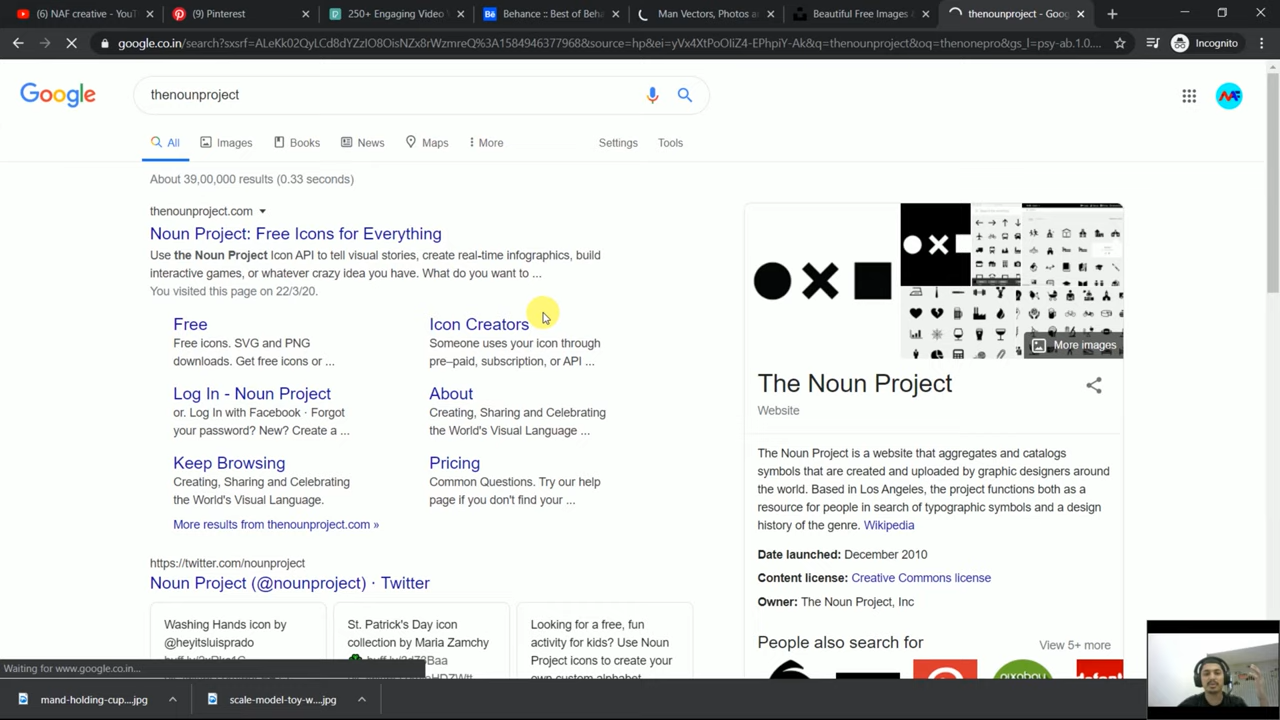 (4) NAF creative - YouT
(9) Pinterest
250+ Engaging Video
Behance :: Best of Beha
Man Vectors, Photos a
Beautiful Free Images &
thenounproject - Goog
google.co.in/search?sxsrf=ALeKk02QyLCd8dYZzIO8OisNZx8rWzmreQ%3A1584946377968&source=hp&ei=yVx4XtPoOIiZ4-EPhpiY-Ak&q=thenounproject&oq=thenonepro&gs_l=psy-ab.1.0....
Incognito
Google
thenounproject
All
Images
Books
News
Maps
More
Settings
Tools
About 39,00,000 results (0.33 seconds)
thenounproject.com
Noun Project: Free Icons for Everything
Use the Noun Project Icon API to tell visual stories, create real-time infographics, build
interactive games, or whatever crazy idea you have. What do you want to ...
You visited this page on 22/3/20.
Free
Free icons. SVG and PNG
downloads. Get free icons or ...
Icon Creators
Someone uses your icon through
pre–paid, subscription, or API ...
Log In - Noun Project
or. Log In with Facebook · Forgot
your password? New? Create a ...
About
Creating, Sharing and Celebrating
the World's Visual Language ...
Keep Browsing
Creating, Sharing and Celebrating
the World's Visual Language.
Pricing
Common Questions. Try our help
page if you don't find your ...
More results from thenounproject.com »
https://twitter.com/nounproject
Noun Project (@nounproject) · Twitter
Washing Hands icon by
@heyitsluisprado
St. Patrick's Day icon
collection by Maria Zamchy
Looking for a free, fun
activity for kids? Use Noun
Project icons to create your
More images
The Noun Project
Website
The Noun Project is a website that aggregates and catalogs
symbols that are created and uploaded by graphic designers around
the world. Based in Los Angeles, the project functions both as a
resource for people in search of typographic symbols and a design
history of the genre. Wikipedia
Date launched: December 2010
Content license: Creative Commons license
Owner: The Noun Project, Inc
People also search for
View 5+ more
Waiting for www.google.co.in...
mand-holding-cup....jpg
scale-model-toy-w....jpg